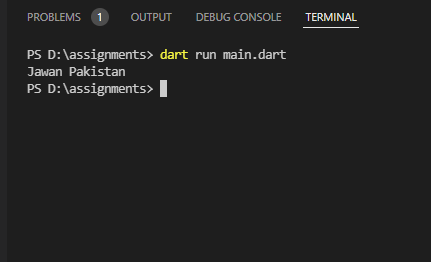 PROBLEMS 1 OUTPUT DEBUG CONSOLE TERMINAL
PS D:\assignments> dart run main.dart
Jawan Pakistan
PS D:\assignments>